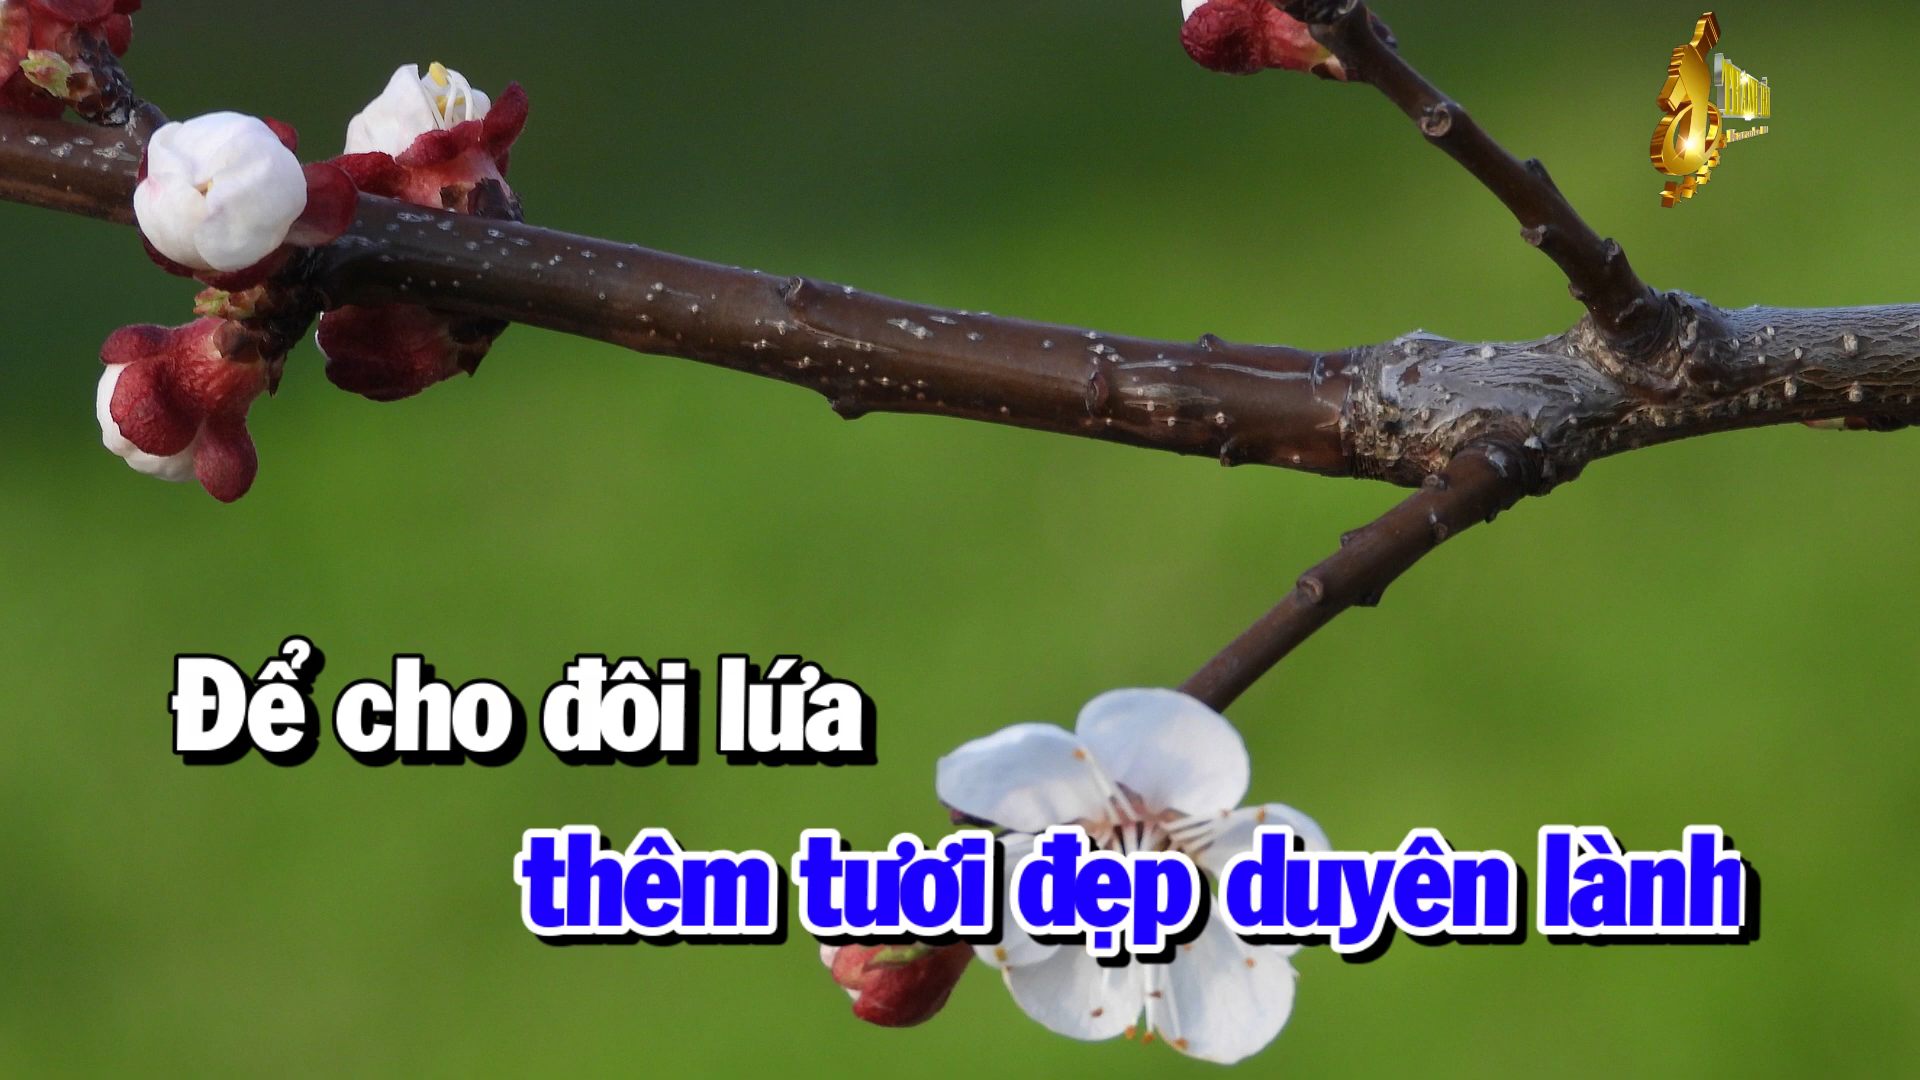 Để cho đôi lứa
thêm tươi đẹp duyên lành